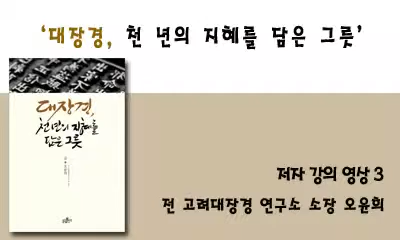 ‘대장경, 천 년의 지혜를 담은 그릇’
대장경,
천 년의 지혜를
담은 그릇
저자 강의 영상 3
전 고려대장경 연구소 소장 오윤희